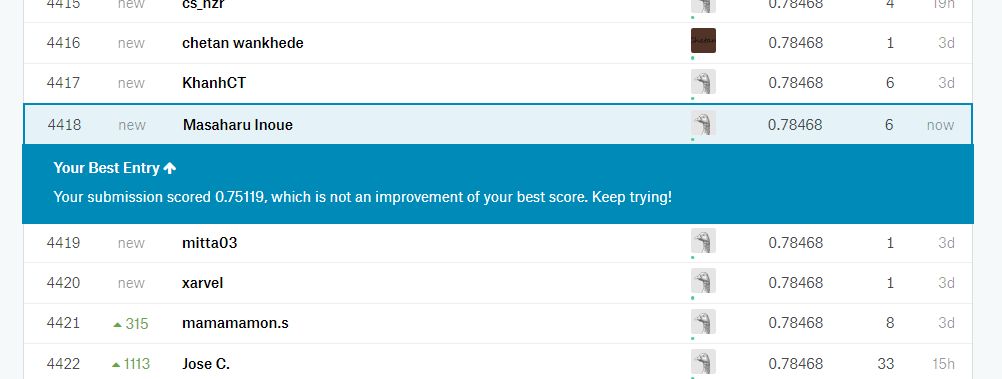 4415 new cs_nzr 0.78468 4 19h
4416 new chetan wankhede Chetan 0.78468 1 3d
4417 new KhanhCT 0.78468 6 3d
4418 new Masaharu Inoue 0.78468 6 now
Your Best Entry
Your submission scored 0.75119, which is not an improvement of your best score. Keep trying!
4419 new mitta03 0.78468 1 3d
4420 new xarvel 0.78468 1 3d
4421 315 mamamamon.s 0.78468 8 3d
4422 1113 Jose C. 0.78468 33 15h